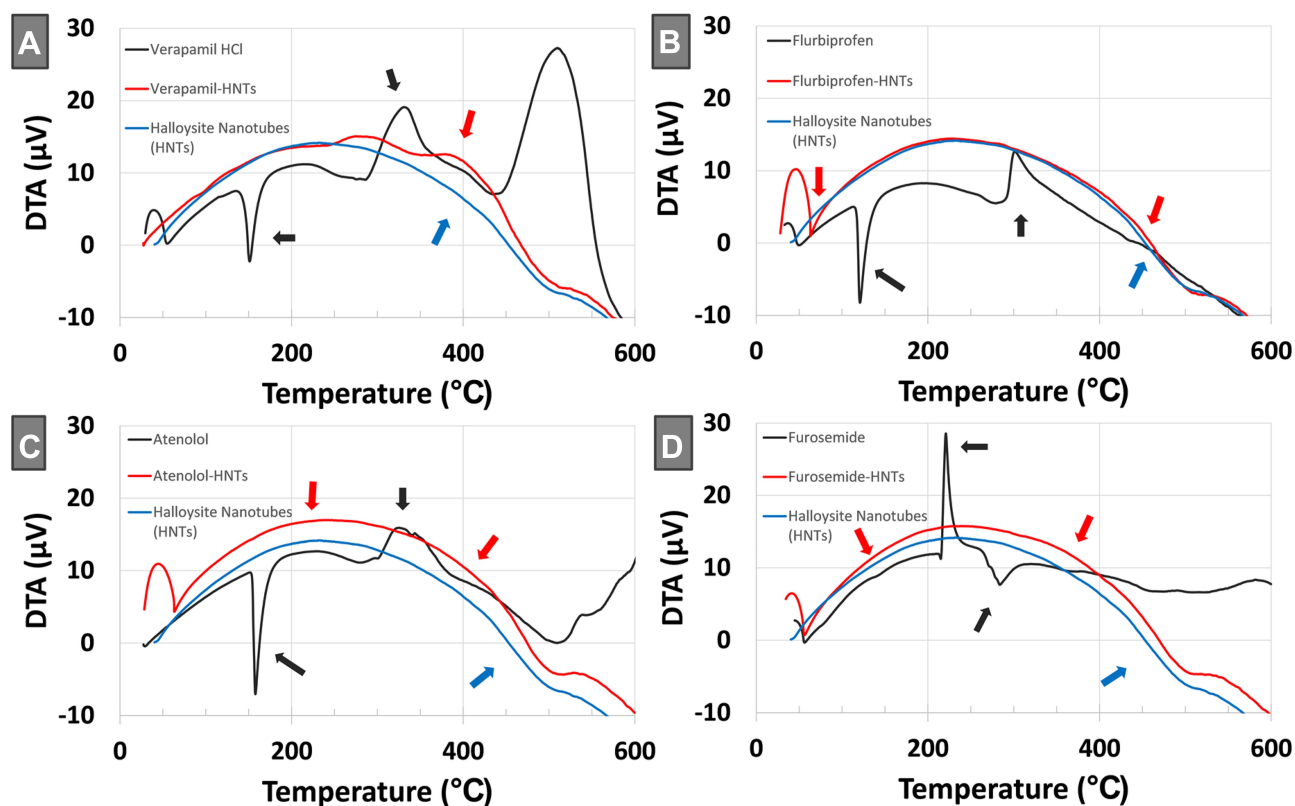 A
Verapamil HCl
Verapamil-HNTs
Halloysite Nanotubes
(HNTs)
DTA (µV)
30
20
10
0
-10
0
200
400
600
Temperature (°C)
B
Flurbiprofen
Flurbiprofen-HNTs
Halloysite Nanotubes
(HNTs)
DTA (µV)
30
20
10
0
-10
0
200
400
600
Temperature (°C)
C
Atenolol
Atenolol-HNTs
Halloysite Nanotubes
(HNTs)
DTA (µV)
30
20
10
0
-10
0
200
400
600
Temperature (°C)
D
Furosemide
Furosemide-HNTs
Halloysite Nanotubes
(HNTs)
DTA (µV)
30
20
10
0
-10
0
200
400
600
Temperature (°C)